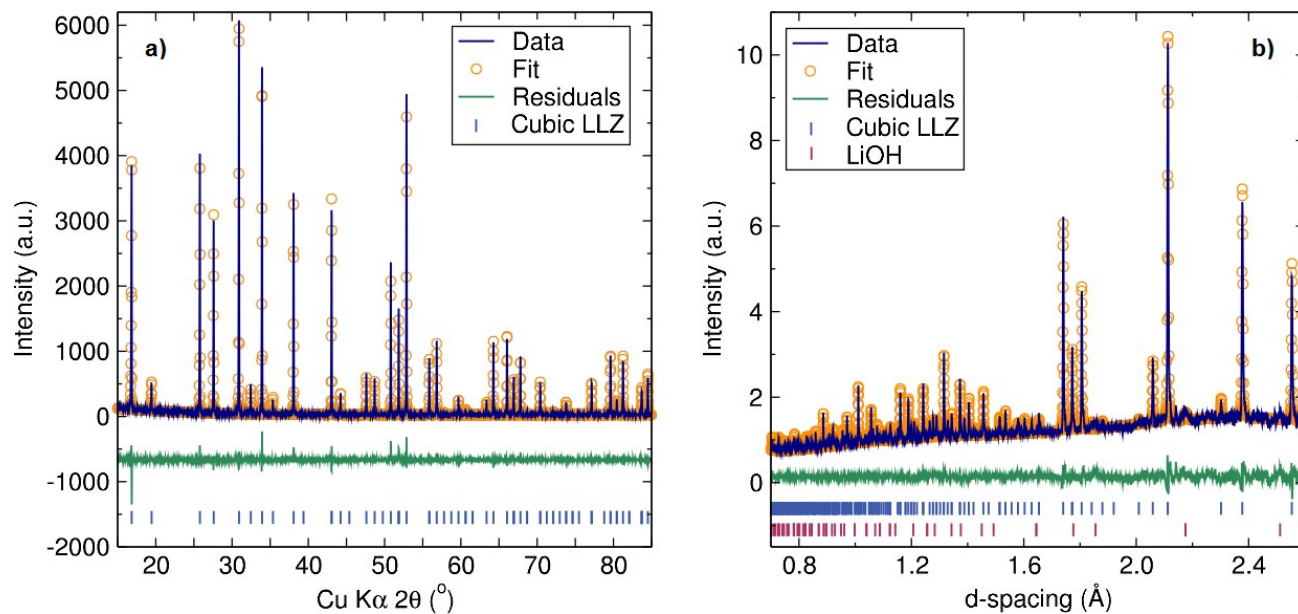 a)
Data
Fit
Residuals
Cubic LLZ
6000
5000
4000
3000
2000
1000
0
-1000
-2000
Intensity (a.u.)
20 30 40 50 60 70 80
Cu Kα 2θ (°)
b)
Data
Fit
Residuals
Cubic LLZ
LiOH
10
8
6
4
2
0
Intensity (a.u.)
0.8 1.2 1.6 2.0 2.4
d-spacing (Å)